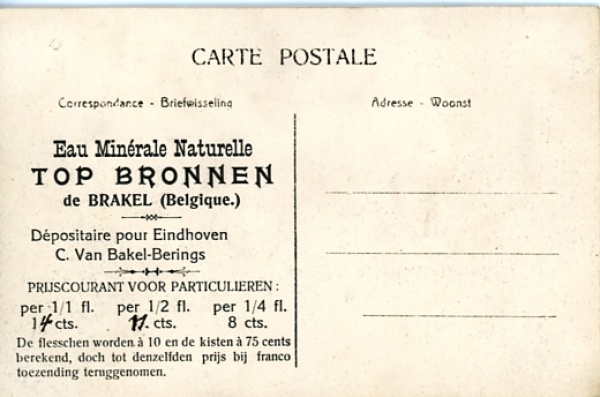 CARTE POSTALE
Correspondance - Briefwisseling
Adresse - Woonst
Eau Minérale Naturelle
TOP BRONNEN
de BRAKEL (Belgique.)
Dépositaire pour Eindhoven
C. Van Bakel-Berings
PRIJSCOURANT VOOR PARTICULIEREN :
per 1/1 fl. per 1/2 fl. per 1/4 fl.
14 cts. 11. cts. 8 cts.
De flesschen worden à 10 en de kisten à 75 cents
berekend, doch tot denzelfden prijs bij franco
toezending teruggenomen.